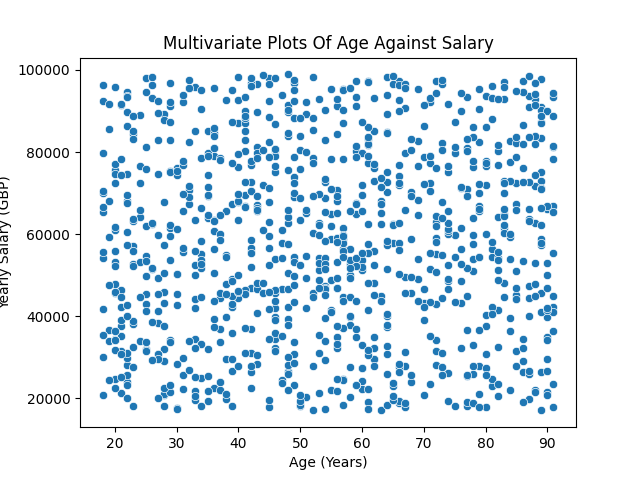 Multivariate Plots Of Age Against Salary
100000
80000
60000
40000
20000
Yearly Salary (GBP)
20 30 40 50 60 70 80 90
Age (Years)